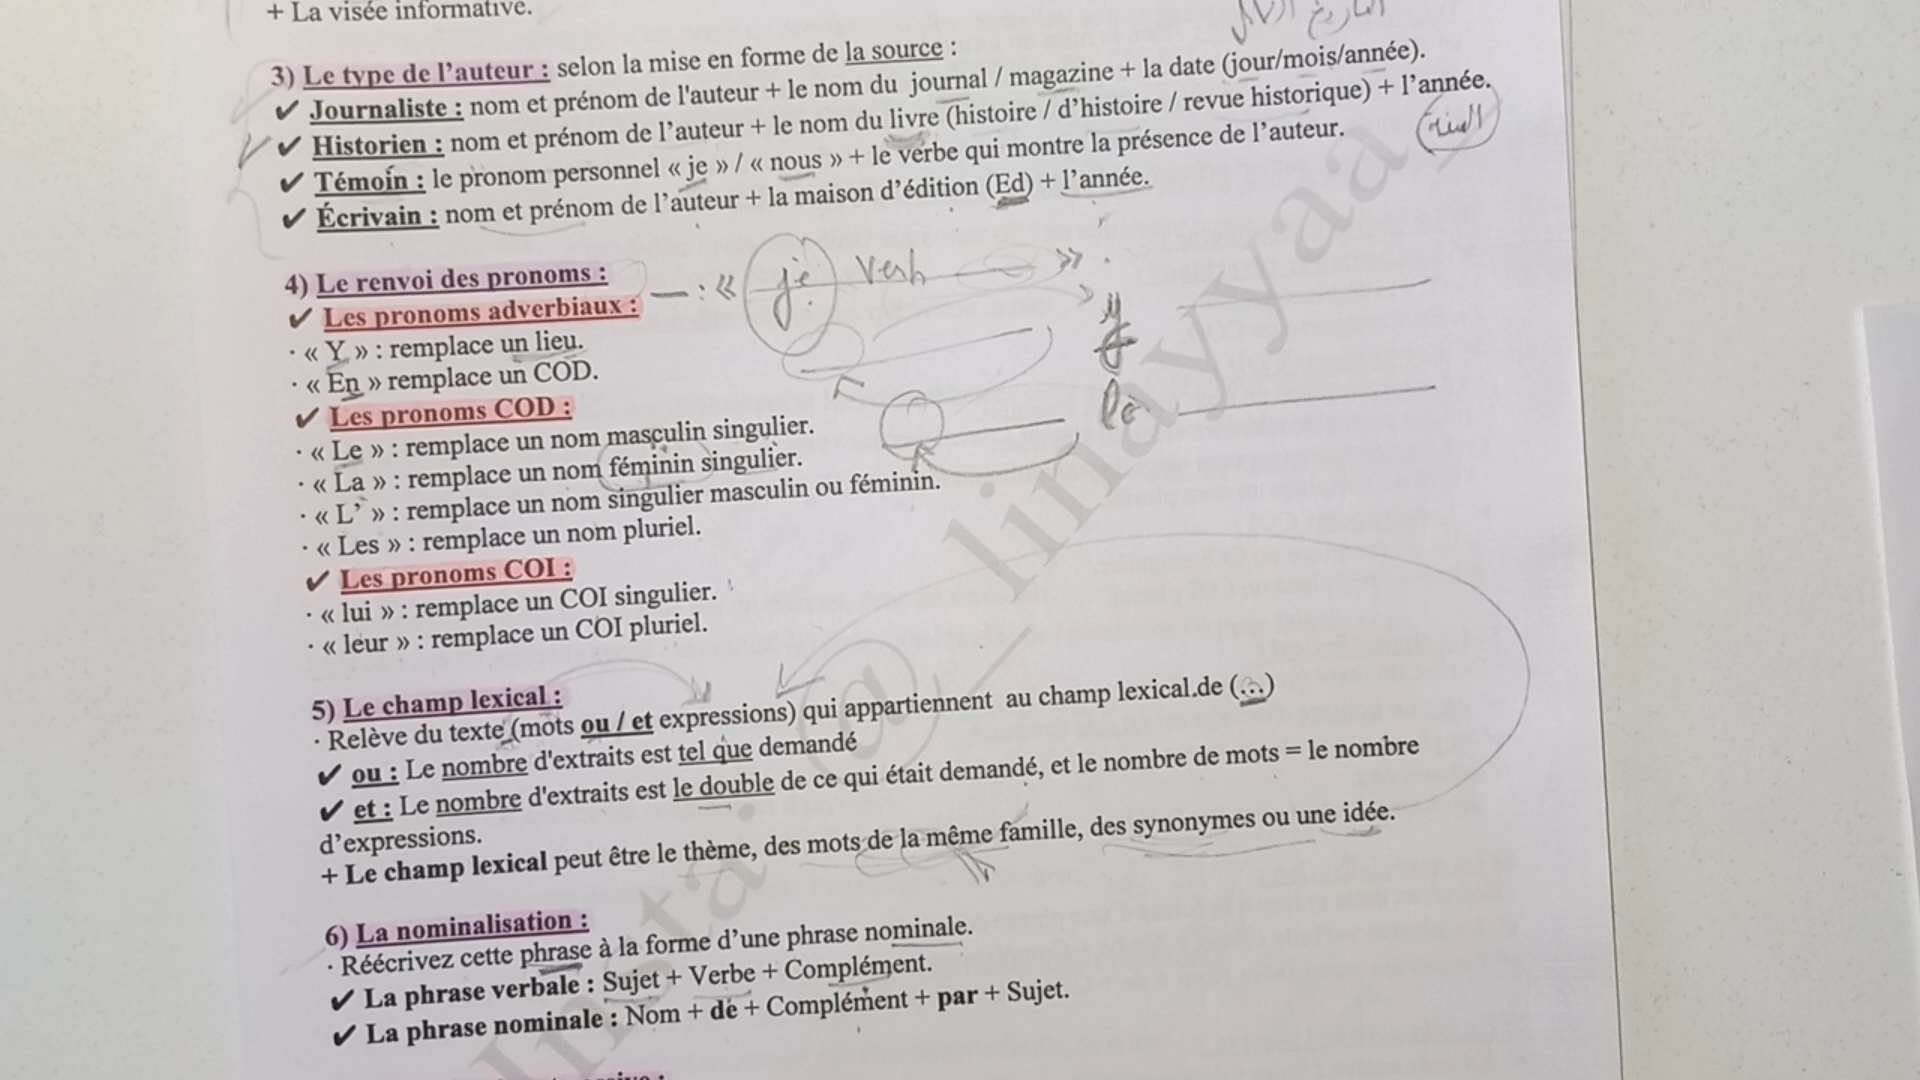 + La visée informative.
التاريخ
3) Le type de l'auteur : selon la mise en forme de la source :
✔ Journaliste : nom et prénom de l'auteur + le nom du journal / magazine + la date (jour/mois/année).
✔ Historien : nom et prénom de l'auteur + le nom du livre (histoire / d'histoire / revue historique) + l'année.
السنة
✔ Témoin : le pronom personnel « je » / « nous » + le verbe qui montre la présence de l'auteur.
✔ Écrivain : nom et prénom de l'auteur + la maison d'édition (Ed) + l'année.
4) Le renvoi des pronoms :
— : « je verb — » .
✔ Les pronoms adverbiaux :
y
· « Y » : remplace un lieu.
· « En » remplace un COD.
✔ Les pronoms COD :
le
· « Le » : remplace un nom masculin singulier.
· « La » : remplace un nom féminin singulier.
· « L' » : remplace un nom singulier masculin ou féminin.
· « Les » : remplace un nom pluriel.
✔ Les pronoms COI :
· « lui » : remplace un COI singulier.
· « leur » : remplace un COI pluriel.
5) Le champ lexical :
· Relève du texte (mots ou / et expressions) qui appartiennent au champ lexical.de (...)
✔ ou : Le nombre d'extraits est tel que demandé
✔ et : Le nombre d'extraits est le double de ce qui était demandé, et le nombre de mots = le nombre
d'expressions.
+ Le champ lexical peut être le thème, des mots de la même famille, des synonymes ou une idée.
6) La nominalisation :
· Réécrivez cette phrase à la forme d'une phrase nominale.
✔ La phrase verbale : Sujet + Verbe + Complément.
✔ La phrase nominale : Nom + de + Complément + par + Sujet.
Insta: @_linayyaa_